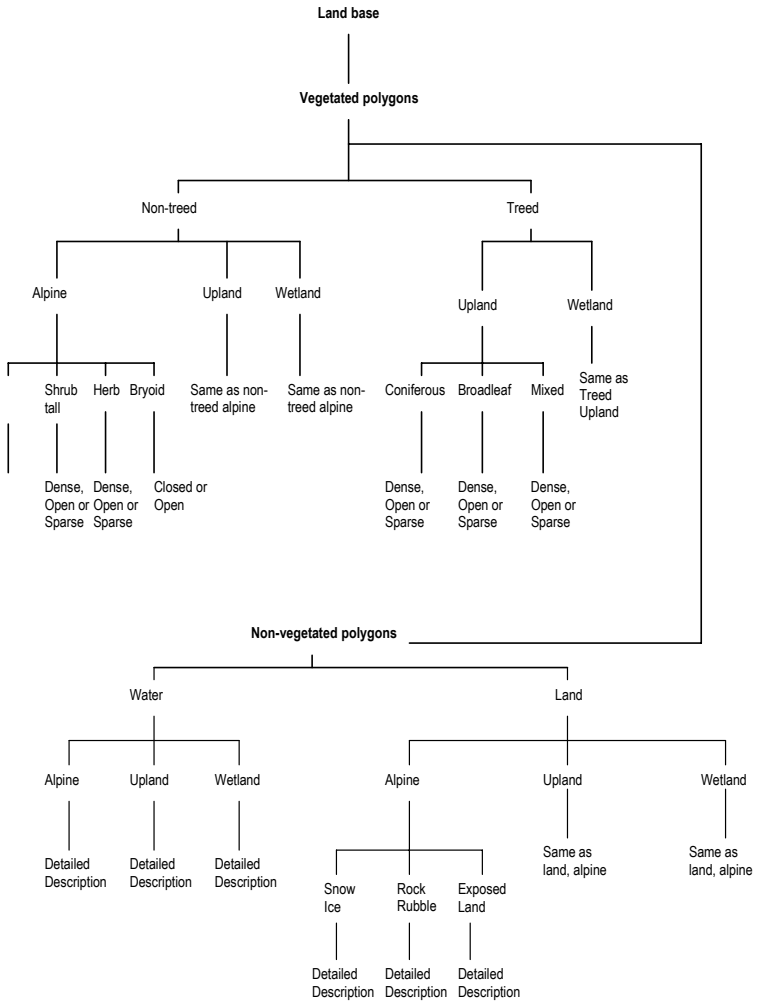 Land base
Vegetated polygons
Non-treed Treed
Alpine Upland Wetland Upland Wetland
Shrub Herb Bryoid Same as non- Same as non- Coniferous Broadleaf Mixed Same as
tall treed alpine treed alpine Treed
Upland
Dense, Dense, Closed or Dense, Dense, Dense,
Open or Open or Open Open or Open or Open or
Sparse Sparse Sparse Sparse Sparse
Non-vegetated polygons
Water Land
Alpine Upland Wetland Alpine Upland Wetland
Detailed Detailed Detailed Same as Same as
Description Description Description land, alpine land, alpine
Snow Rock Exposed
Ice Rubble Land
Detailed Detailed Detailed
Description Description Description